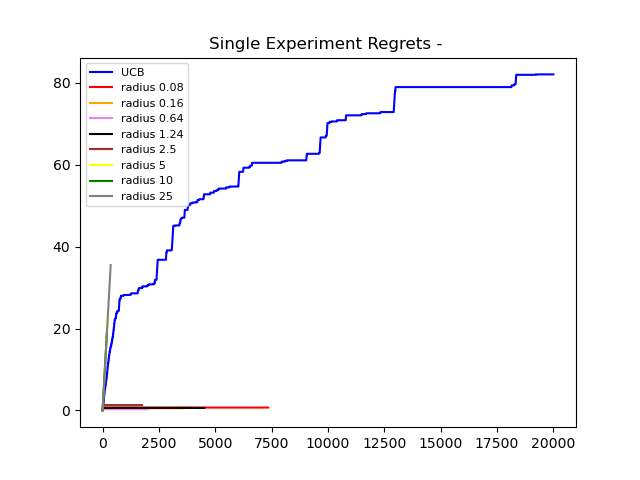 Single Experiment Regrets -
UCB
radius 0.08
radius 0.16
radius 0.64
radius 1.24
radius 2.5
radius 5
radius 10
radius 25
80
60
40
20
0
0 2500 5000 7500 10000 12500 15000 17500 20000